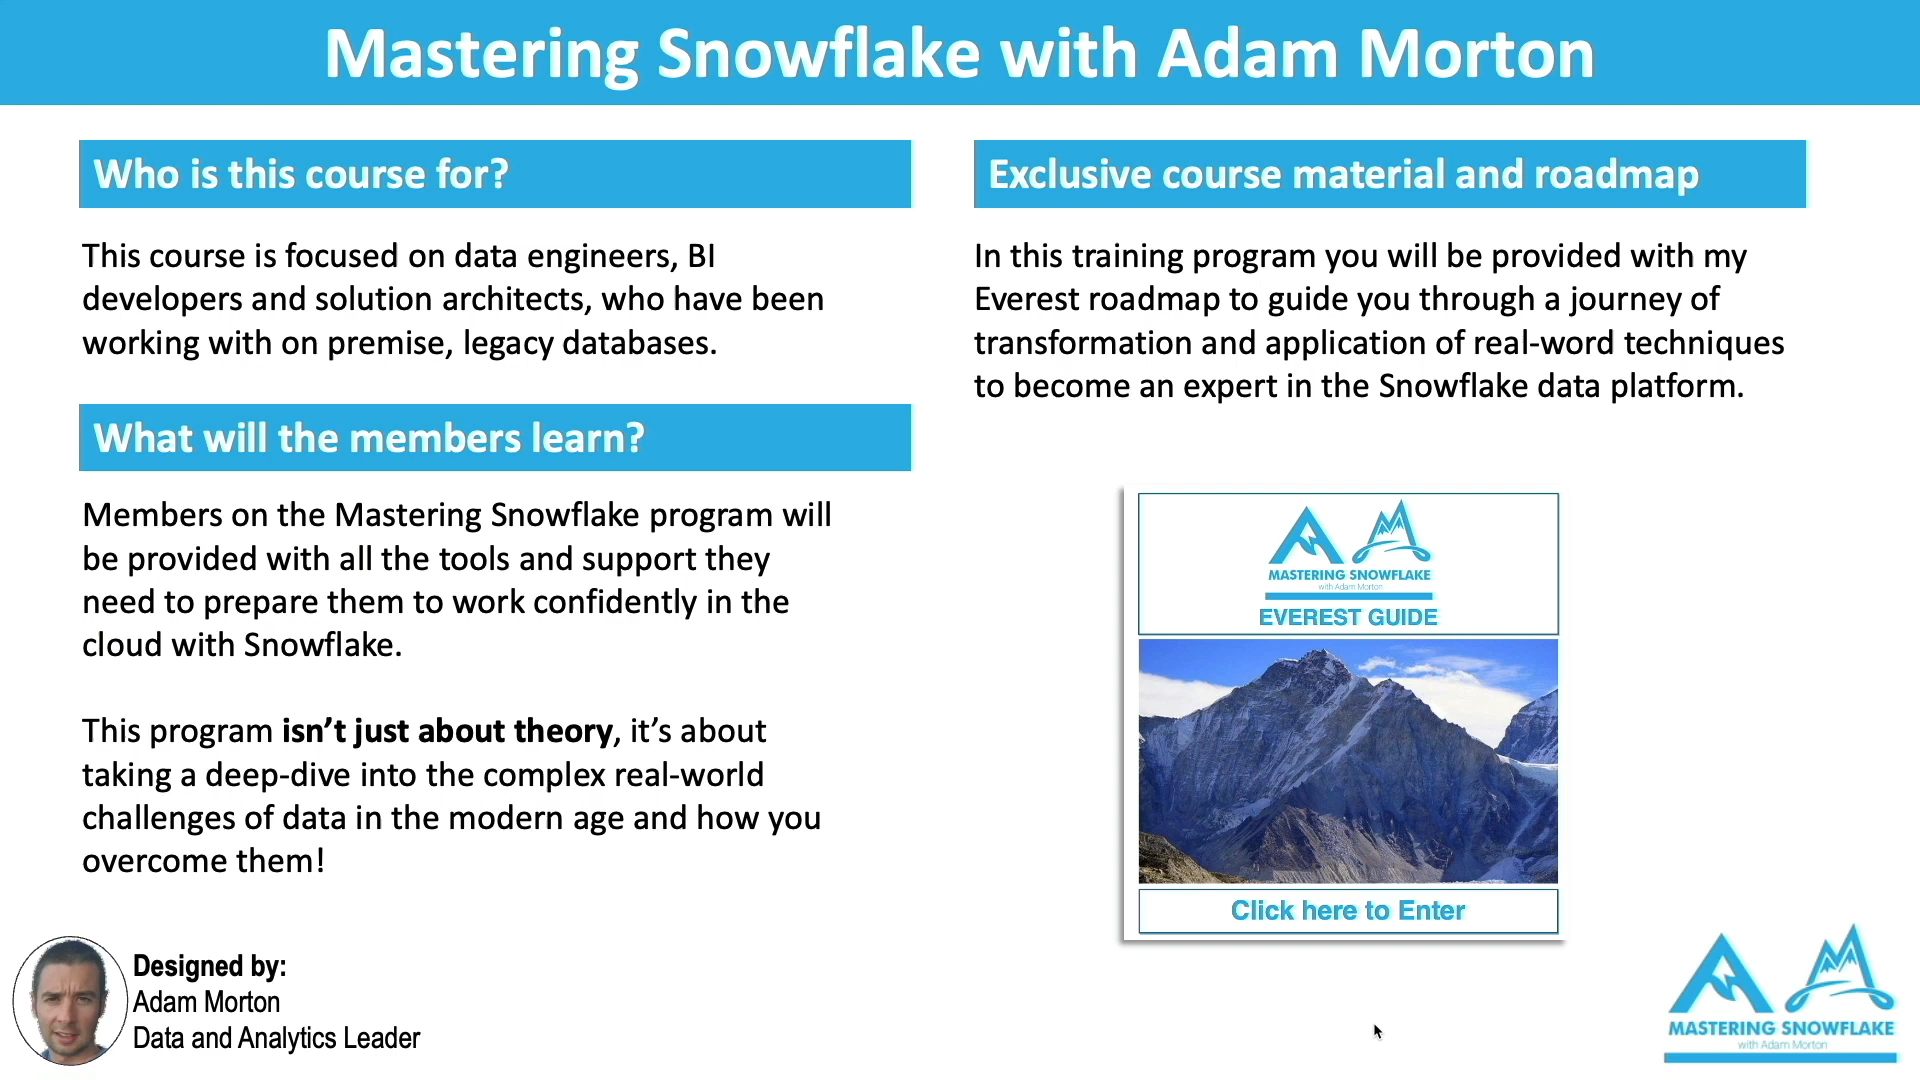 Mastering Snowflake with Adam Morton
Who is this course for?
This course is focused on data engineers, BI
developers and solution architects, who have been
working with on premise, legacy databases.
What will the members learn?
Members on the Mastering Snowflake program will
be provided with all the tools and support they
need to prepare them to work confidently in the
cloud with Snowflake.
This program isn’t just about theory, it’s about
taking a deep-dive into the complex real-world
challenges of data in the modern age and how you
overcome them!
Designed by:
Adam Morton
Data and Analytics Leader
Exclusive course material and roadmap
In this training program you will be provided with my
Everest roadmap to guide you through a journey of
transformation and application of real-word techniques
to become an expert in the Snowflake data platform.
MASTERING SNOWFLAKE
with Adam Morton
EVEREST GUIDE
Click here to Enter
MASTERING SNOWFLAKE
with Adam Morton